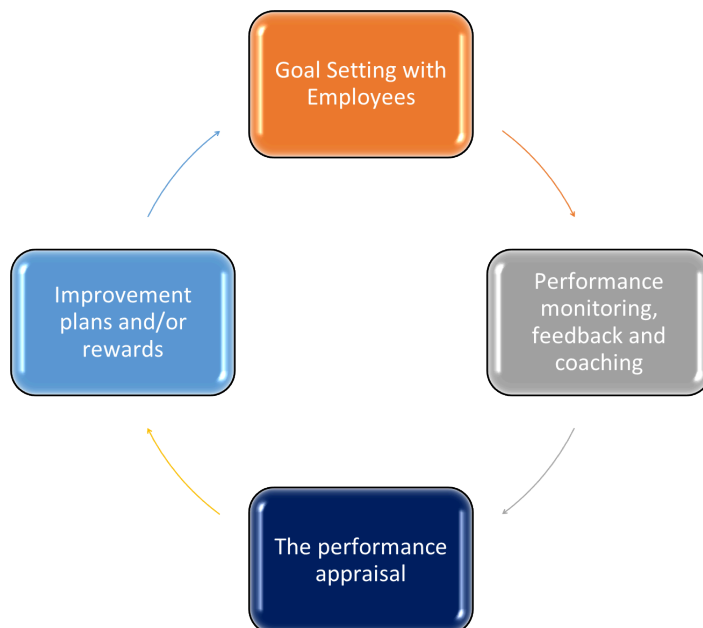 Goal Setting with
Employees
Performance
monitoring,
feedback and
coaching
The performance
appraisal
Improvement
plans and/or
rewards